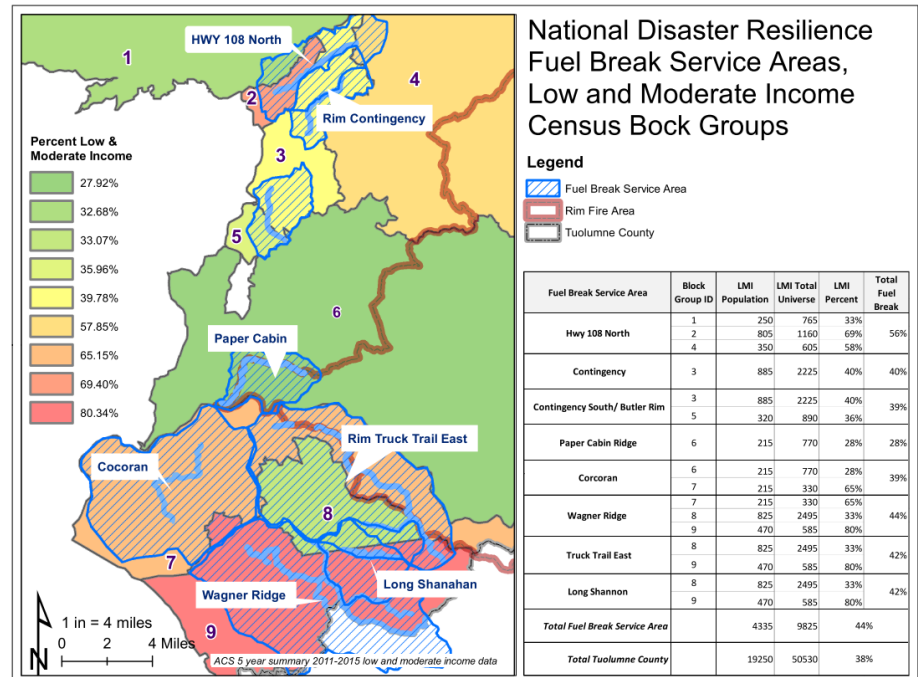 National Disaster Resilience
Fuel Break Service Areas,
Low and Moderate Income
Census Bock Groups
Legend
Fuel Break Service Area
Rim Fire Area
Tuolumne County
HWY 108 North
1
2
4
Rim Contingency
3
5
6
Paper Cabin
Rim Truck Trail East
Cocoran
8
7
Long Shanahan
Wagner Ridge
9
Percent Low &
Moderate Income
27.92%
32.68%
33.07%
35.96%
39.78%
57.85%
65.15%
69.40%
80.34%
1 in = 4 miles
0 2 4 Miles
N
ACS 5 year summary 2011-2015 low and moderate income data
Fuel Break Service Area Block Group ID LMI Population LMI Total Universe LMI Percent Total Fuel Break
Hwy 108 North 1 250 765 33% 56%
2 805 1160 69%
4 350 605 58%
Contingency 3 885 2225 40% 40%
Contingency South/ Butler Rim 3 885 2225 40% 39%
5 320 890 36%
Paper Cabin Ridge 6 215 770 28% 28%
Corcoran 6 215 770 28% 39%
7 215 330 65%
Wagner Ridge 7 215 330 65% 44%
8 825 2495 33%
9 470 585 80%
Truck Trail East 8 825 2495 33% 42%
9 470 585 80%
Long Shannon 8 825 2495 33% 42%
9 470 585 80%
Total Fuel Break Service Area 4335 9825 44%
Total Tuolumne County 19250 50530 38%